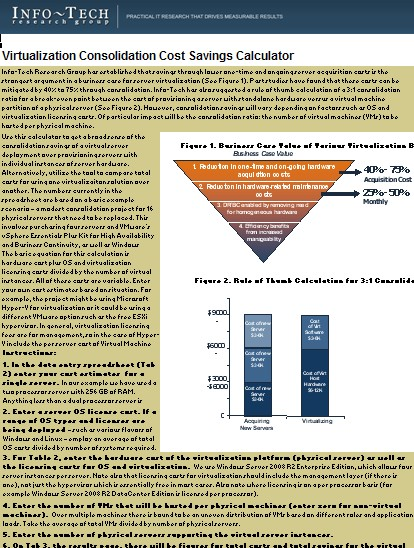 INFO~TECH
research group
PRACTICAL IT RESEARCH THAT DRIVES MEASURABLE RESULTS
Virtualization Consolidation Cost Savings Calculator
Info-Tech Research Group has established that savings through lower one-time and ongoing server acquisition costs is the
strongest argument in a business case for server virtualization (See Figure 1). Past studies have found that these costs can be
mitigated by 40% to 75% through consolidation. Info-Tech has also suggested a rule of thumb calculation of a 3:1 consolidation
ratio for a break even point between the cost of provisioning a server with standalone hardware versus a virtual machine
partition of a physical server (See Figure 2). However, consolidation savings will vary depending on factors such as OS and
virtualization licensing costs. Of particular impact will be the consolidation ratio: the number of virtual machines (VMs) to be
hosted per physical machine.
Use this calculator to get a broad sense of the
consolidation savings of a virtual server
deployment over provisioning servers with
individual instances of server hardware.
Alternatively, utilize the tool to compare total
costs for using one virtualization solution over
another. The numbers currently in the
spreadsheet are based on a basic example
scenario - a modest consolidation project for 16
physical servers that need to be replaced. This
involves purchasing four servers and VMware's
vSphere Essentials Plus Kit for High Availability
and Business Continuity, as well as Windows
The basic equation for this calculation is
hardware cost plus OS and virtualization
licensing costs divided by the number of virtual
instances. All of these costs are variable. Enter
your own cost estimates based on situation. For
example, the project might be using Microsoft
Hyper-V for virtualization or it could be using a
different VMware option such as the free ESXi
hypervisor. In general, virtualization licensing
fees are for management, so in the case of Hyper-
V include the per server cost of Virtual Machine
Instructions:
1. In the data entry spreadsheet (Tab
2) enter your cost estimates for a
single server. In our example we have used a
two processor server with 256 GB of RAM.
Anything less than a dual processor server is
2. Enter a server OS license cost. If a
range of OS types and licenses are
being deployed - such as various flavors of
Windows and Linux - employ an average of total
OS costs divided by number of systems required.
Figure 1. Business Case Value of Various Virtualization B
Business Case Value
1. Reduction in one-time and on-going hardware
acquisition costs
2. Reduction in hardware-related maintenance
costs
3. DR/BC enabled by removing need
for homogeneous hardware
4. Efficiency benefits
from increased
manageability
40%-75%
Acquisition Cost
25%-50%
Monthly
Figure 2. Rule of Thumb Calculation for 3:1 Consolida
$9000
$6000
$3000
0
Cost of new
Server
$3-4K
Cost of new
Server
$3-4K
Cost of new
Server
$3-4K
Cost of
Virt
Software
Cost of Virt
Host
Hardware
Acquiring
New Servers
Virtualizing
3. For Table 2, enter the hardware cost of the virtualization platform (physical server) as well as
the licensing costs for OS and virtualization. We use Windows Server 2008 R2 Enterprise Edition, which allows four
server instances per server. Note also that licensing costs for virtualization should include the management layer (if there is
one), not just the hypervisor which is essentially free in most cases. Also note where licensing is on a per processor basis (for
example Windows Server 2008 R2 DataCenter Edition is licensed per processor).
4. Enter the number of VMs that will be hosted per physical machines (enter zero for non-virtual
machines). Over multiple machines there is bound to be an uneven distribution of VMs based on different roles and application
loads. Take the average of total VMs divided by number of physical servers.
5. Enter the number of physical servers supporting the virtual server instances.
6. On Tab 3, the results page, there will be figures for total costs and total savings for the virtual